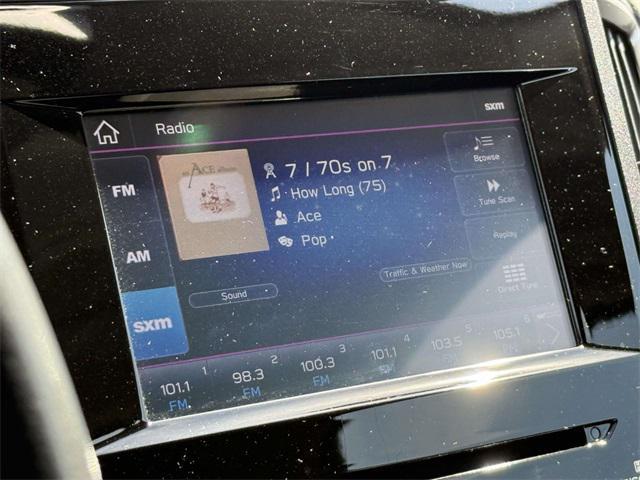 sxm
Radio
FM
ACE
7 / 70s on 7
How Long (75)
Ace
Pop
Browse
Tune Scan
Replay
Direct Tune
AM
sxm
Sound
Traffic & Weather Now
101.1 1
FM
98.3 2
FM
100.3 3
FM
101.1 4
FM
103.5 5
105.1 6